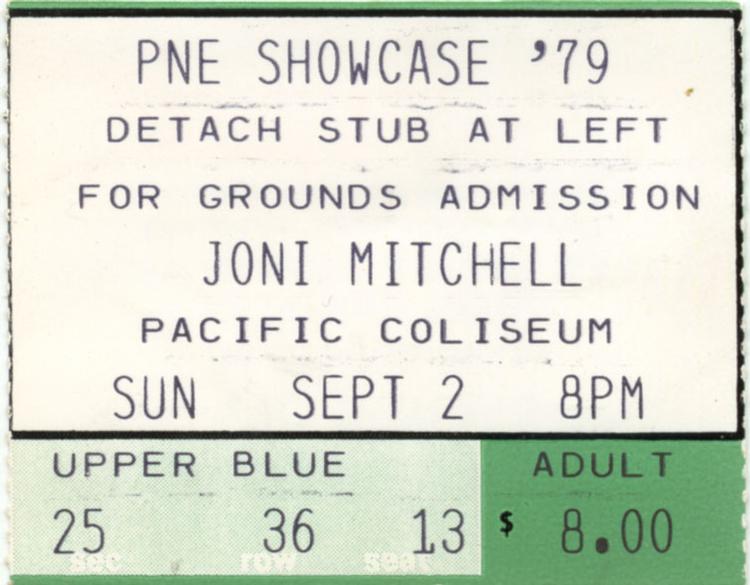 PNE SHOWCASE '79
DETACH STUB AT LEFT
FOR GROUNDS ADMISSION
JONI MITCHELL
PACIFIC COLISEUM
SUN SEPT 2 8PM
UPPER BLUE ADULT
25 36 13 $ 8.00
sec row seat